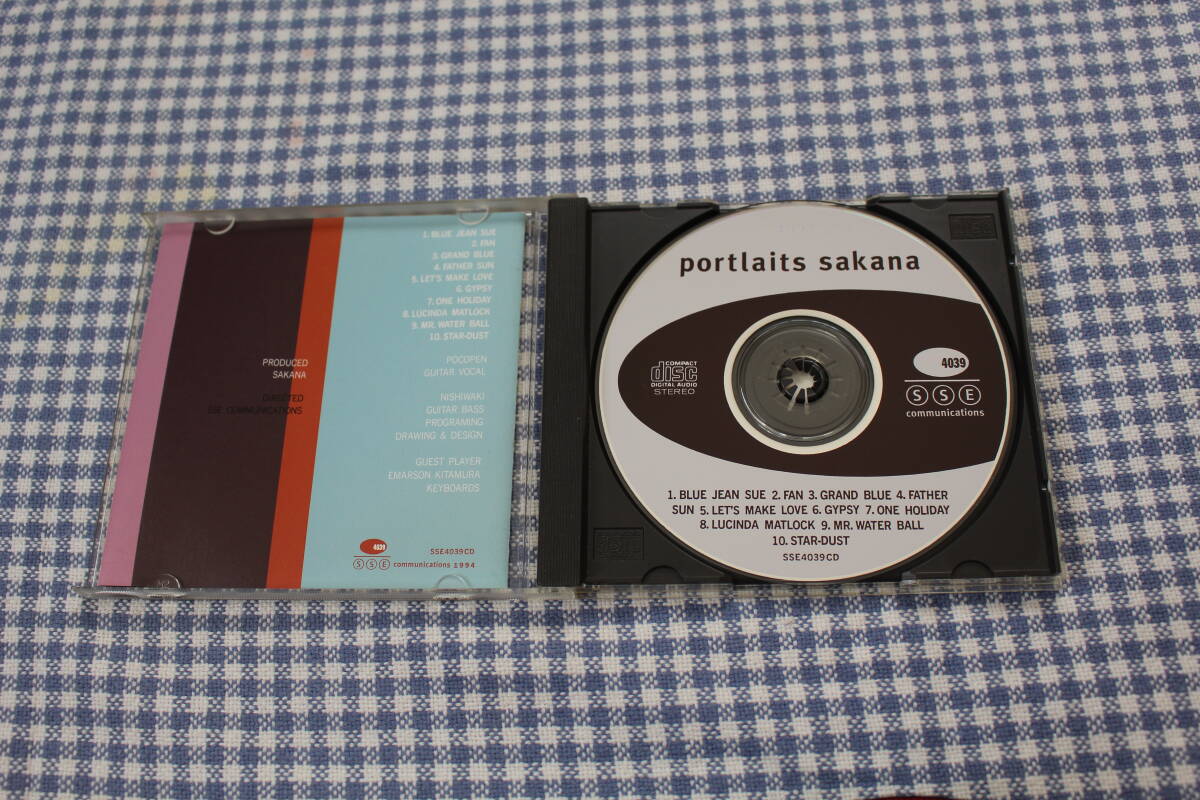 1. BLUE JEAN SUE
2. FAN
3. GRAND BLUE
4. FATHER SUN
5. LET'S MAKE LOVE
6. GYPSY
7. ONE HOLIDAY
8. LUCINDA MATLOCK
9. MR. WATER BALL
10. STAR-DUST
PRODUCED
SAKANA
DIRECTED
SSE COMMUNICATIONS
POCOPEN
GUITAR VOCAL
NISHIWAKI
GUITAR BASS
PROGRAMING
DRAWING & DESIGN
GUEST PLAYER
EMARSON KITAMURA
KEYBOARDS
4039
SSE4039CD
SSE communications 1994
portlaits sakana
COMPACT
disc
DIGITAL AUDIO
STEREO
4039
SSE
communications
1. BLUE JEAN SUE 2. FAN 3. GRAND BLUE 4. FATHER
SUN 5. LET'S MAKE LOVE 6. GYPSY 7. ONE HOLIDAY
8. LUCINDA MATLOCK 9. MR. WATER BALL
10. STAR-DUST
SSE4039CD